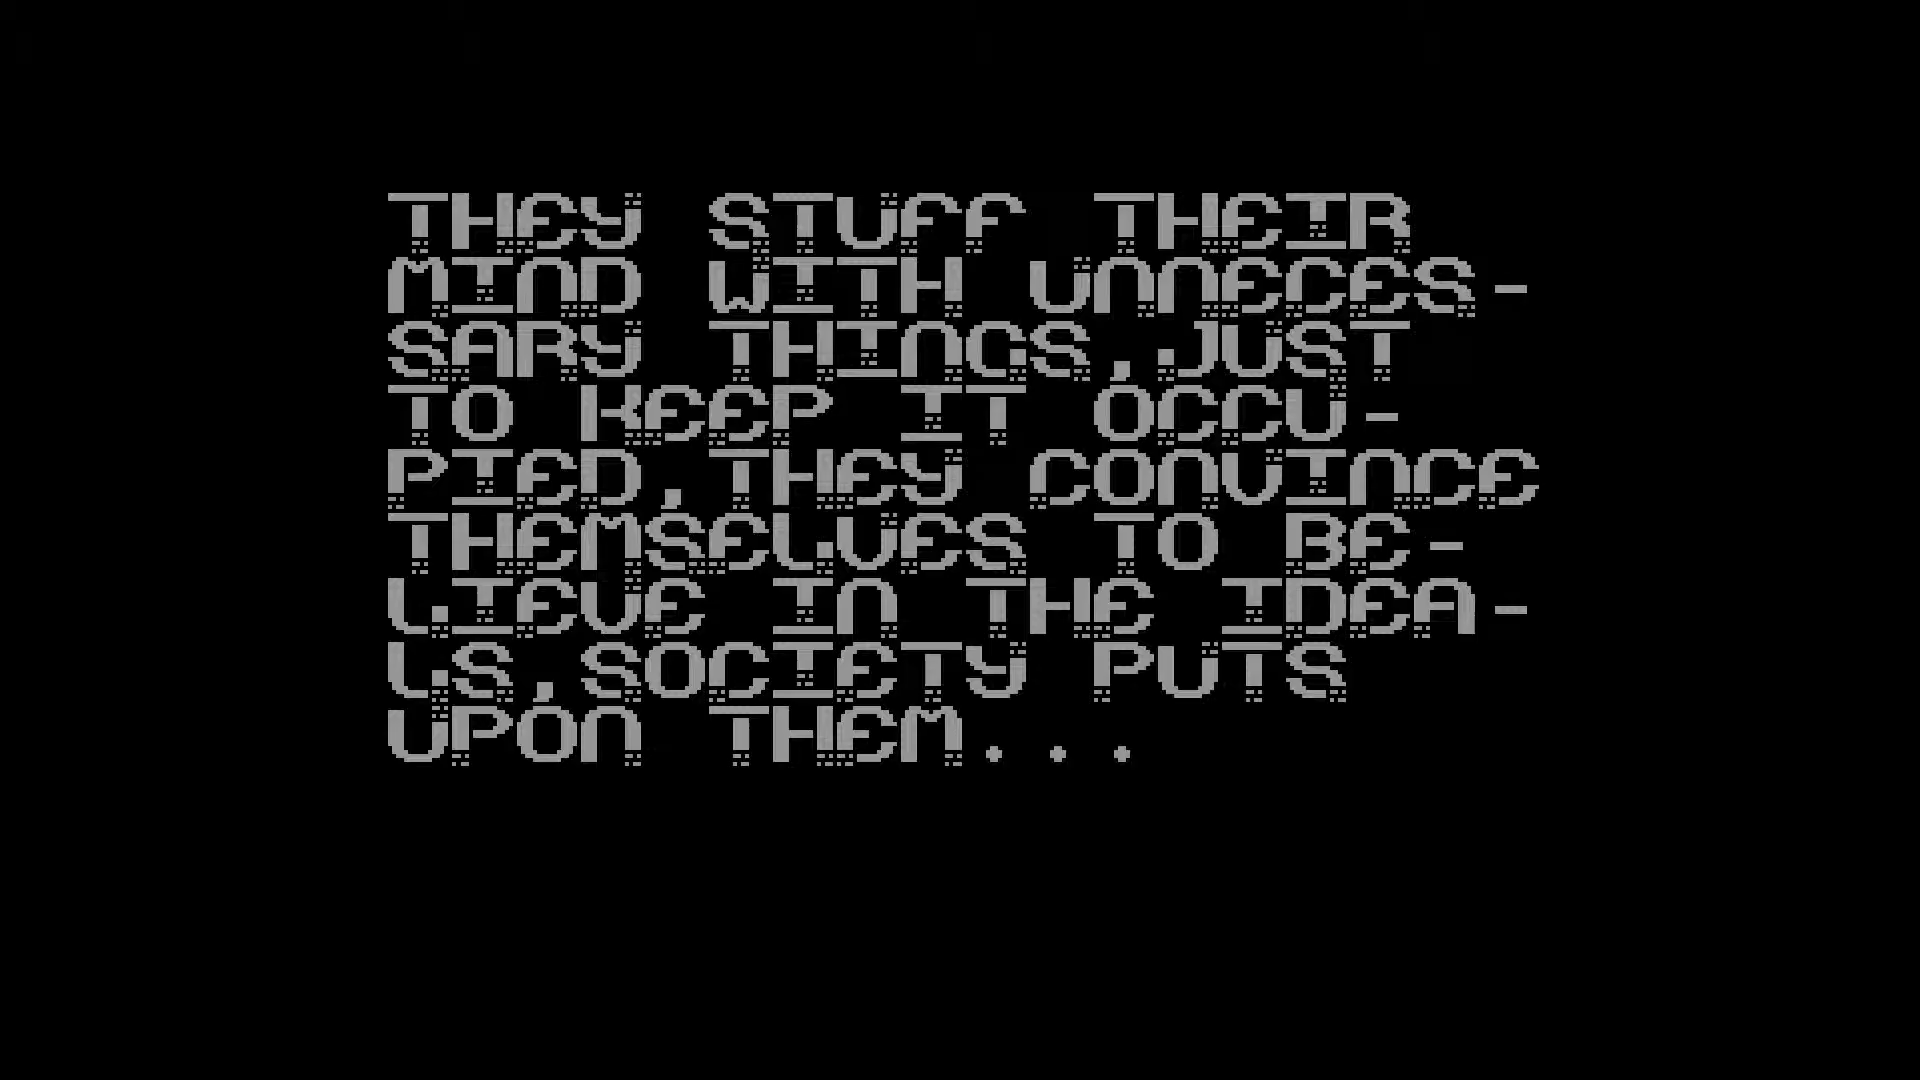 THEY STUFF THEIR
MIND WITH UNNECES-
SARY THINGS,JUST
TO KEEP IT OCCU-
PIED,THEY CONVINCE
THEMSELVES TO BE-
LIEVE IN THE IDEA-
LS,SOCIETY PUTS
UPON THEM...